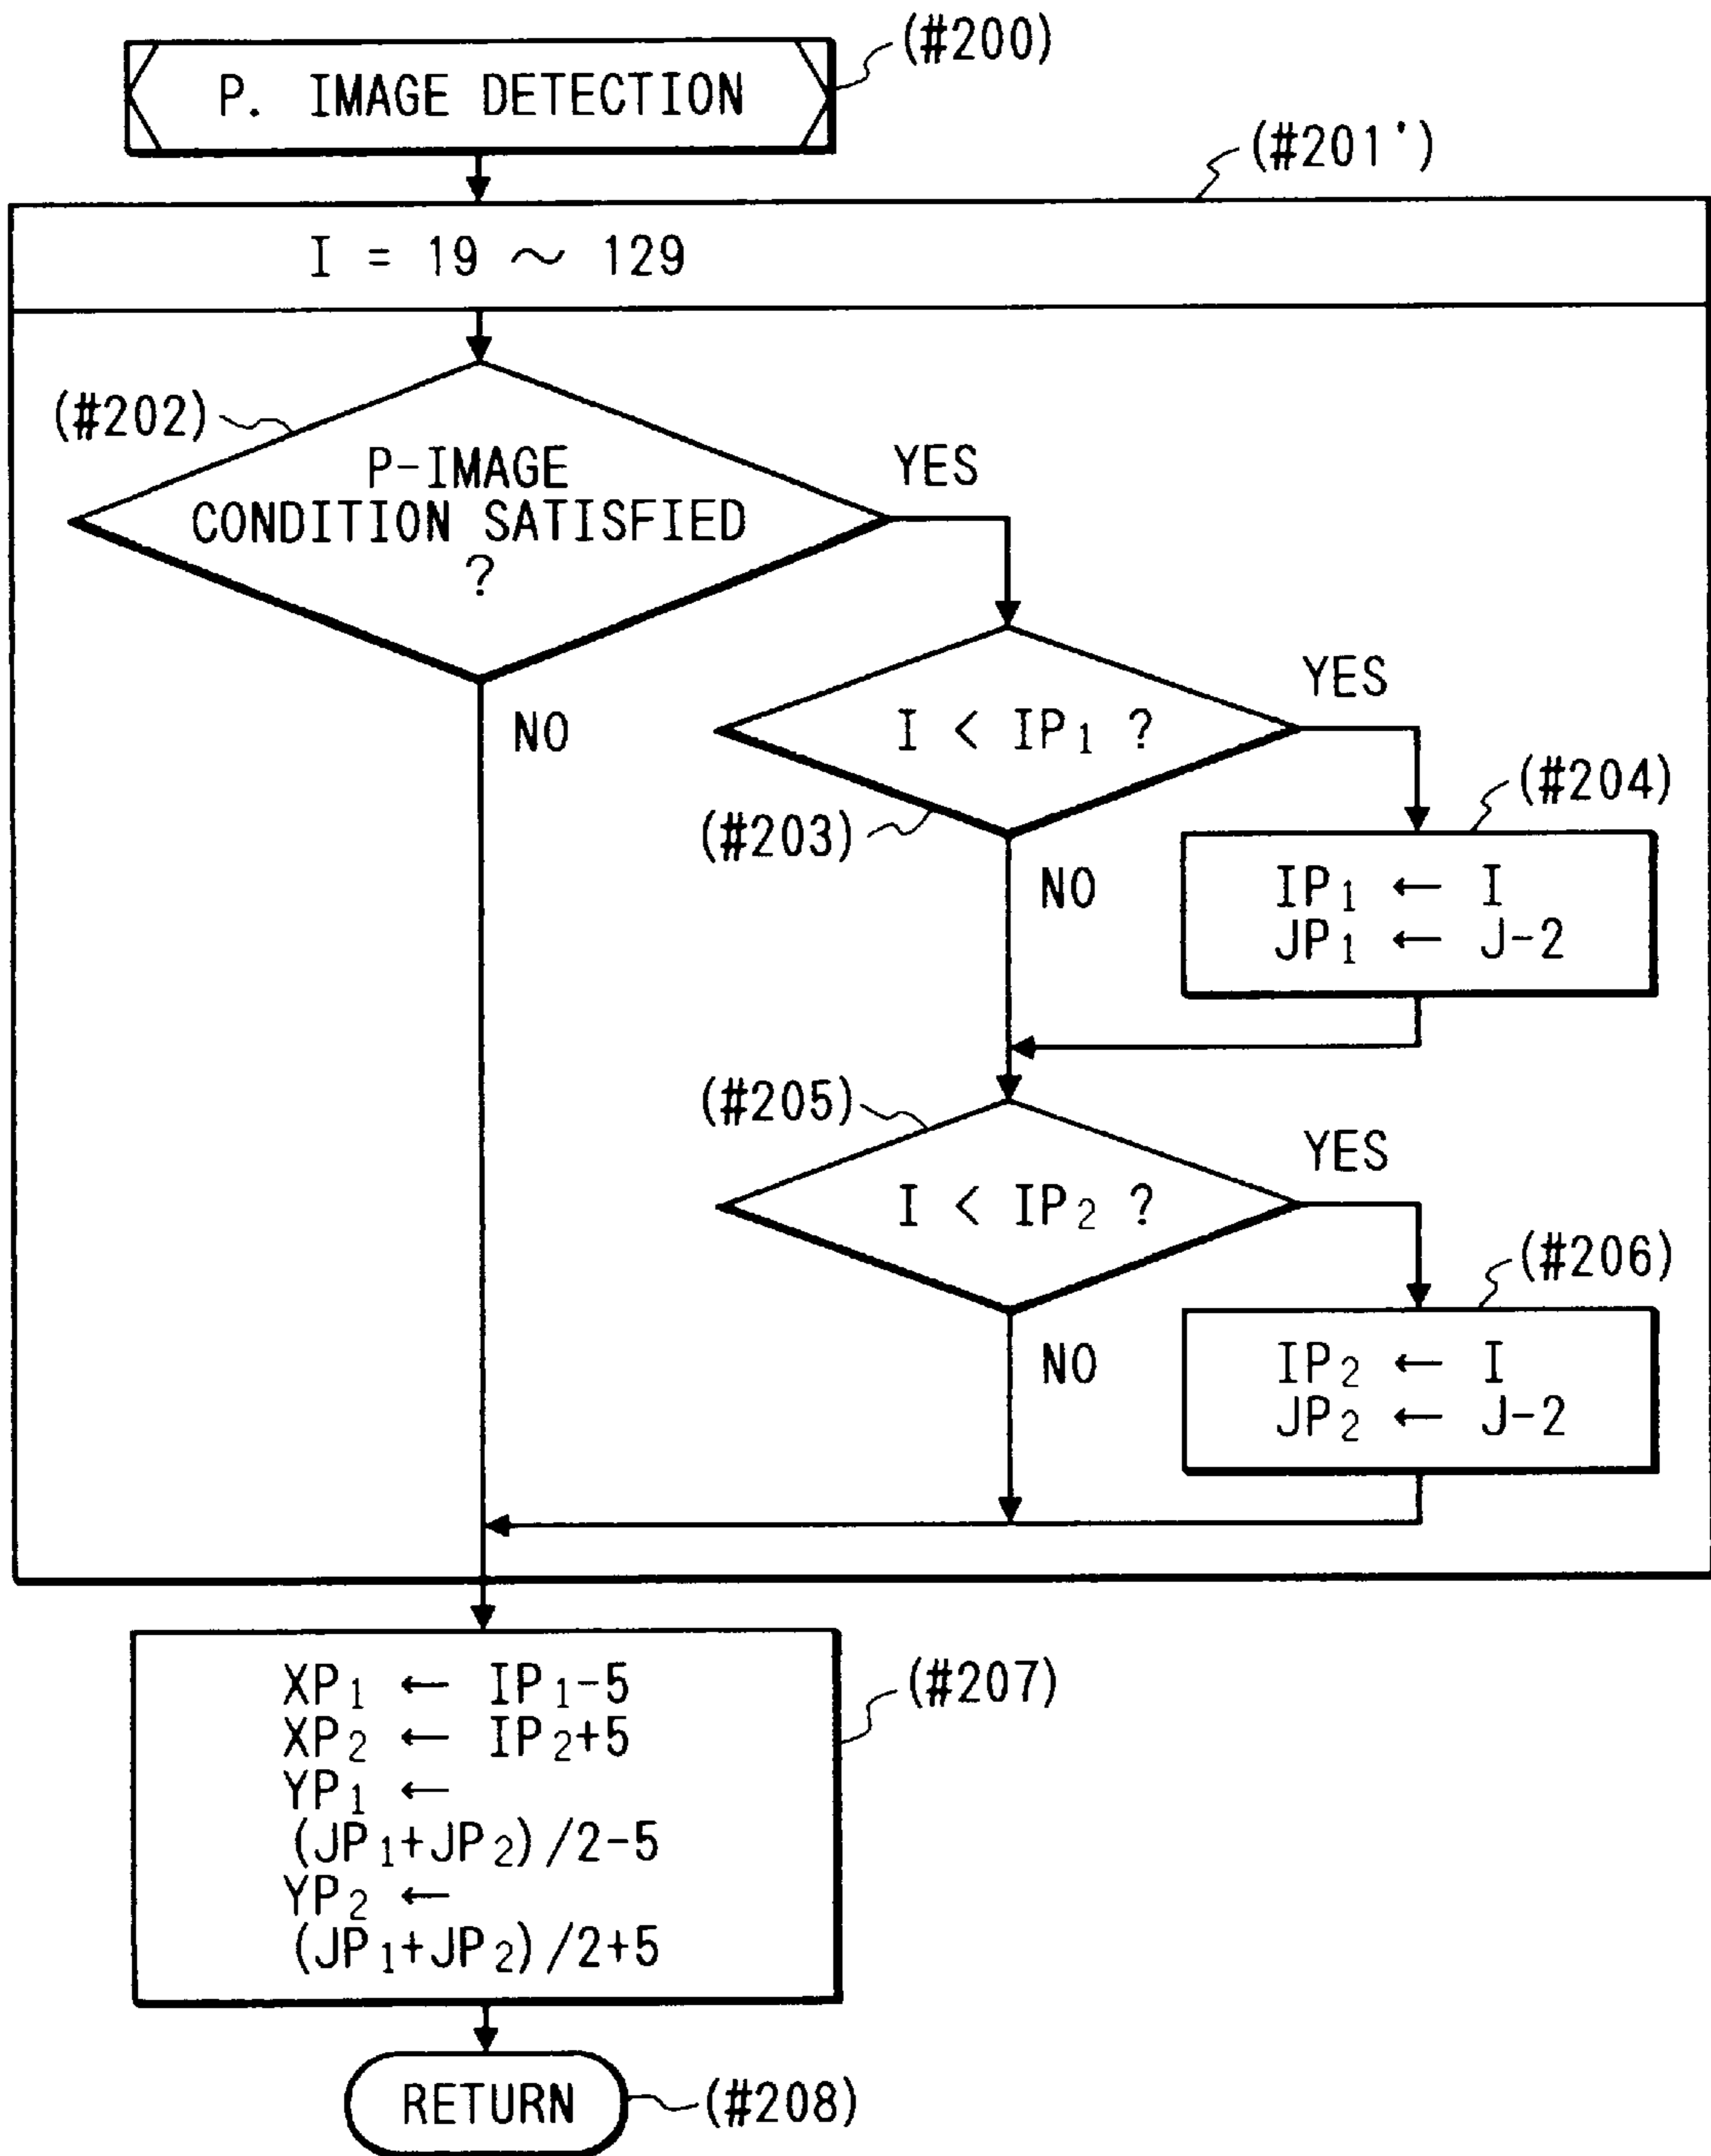 (#200)
P. IMAGE DETECTION
(#201')
I = 19 ～ 129
(#202)
P-IMAGE
CONDITION SATISFIED
?
YES
NO
I < IP₁ ?
YES
(#203)
NO
(#204)
IP₁ ← I
JP₁ ← J-2
(#205)
I < IP₂ ?
YES
NO
(#206)
IP₂ ← I
JP₂ ← J-2
(#207)
XP₁ ← IP₁-5
XP₂ ← IP₂+5
YP₁ ←
(JP₁+JP₂)/2-5
YP₂ ←
(JP₁+JP₂)/2+5
RETURN
(#208)